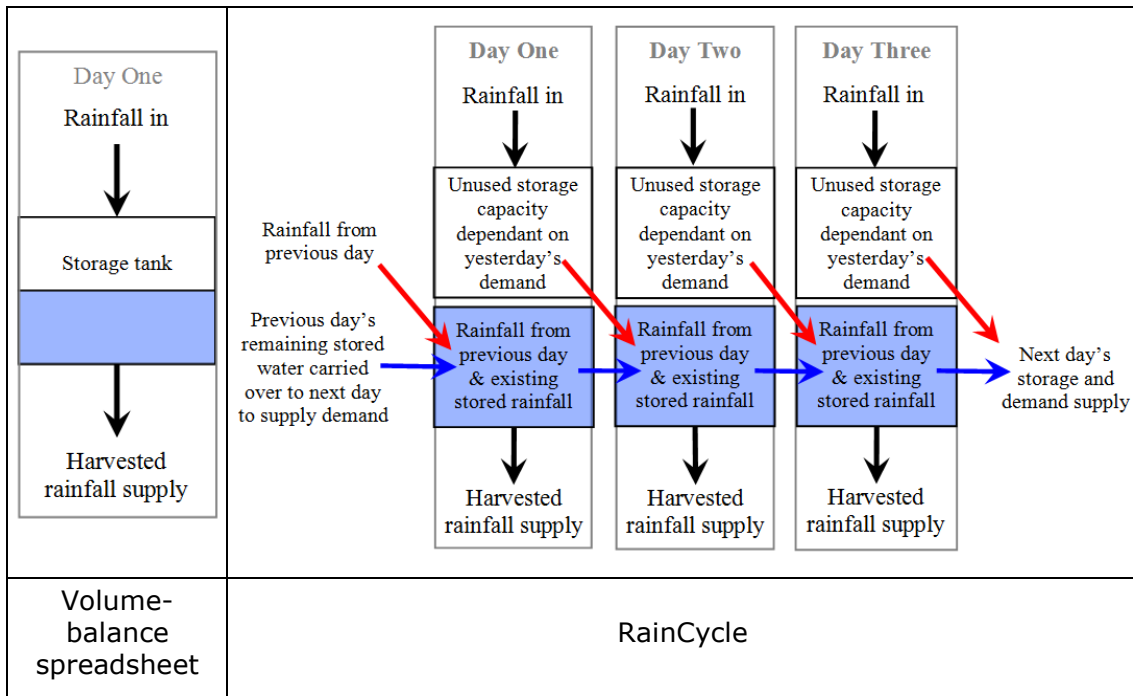 Day One
Rainfall in
Storage tank
Harvested
rainfall supply
Rainfall from
previous day
Previous day's
remaining stored
water carried
over to next day
to supply demand
Day One
Rainfall in
Unused storage
capacity
dependant on
yesterday's
demand
Rainfall from
previous day
& existing
stored rainfall
Harvested
rainfall supply
Day Two
Rainfall in
Unused storage
capacity
dependant on
yesterday's
demand
Rainfall from
previous day
& existing
stored rainfall
Harvested
rainfall supply
Day Three
Rainfall in
Unused storage
capacity
dependant on
yesterday's
demand
Rainfall from
previous day
& existing
stored rainfall
Harvested
rainfall supply
Next day's
storage and
demand supply
Volume-
balance
spreadsheet
RainCycle